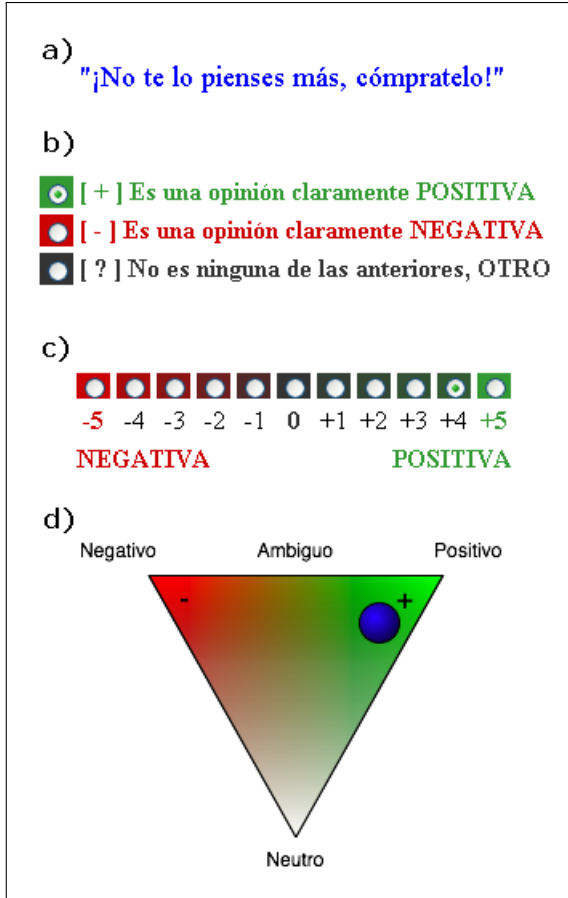 a)
"¡No te lo pienses más, cómpratelo!"
b)
[ + ] Es una opinión claramente POSITIVA
[ - ] Es una opinión claramente NEGATIVA
[ ? ] No es ninguna de las anteriores, OTRO
c)
-5 -4 -3 -2 -1 0 +1 +2 +3 +4 +5
NEGATIVA POSITIVA
d)
Negativo Ambiguo Positivo
- +
Neutro